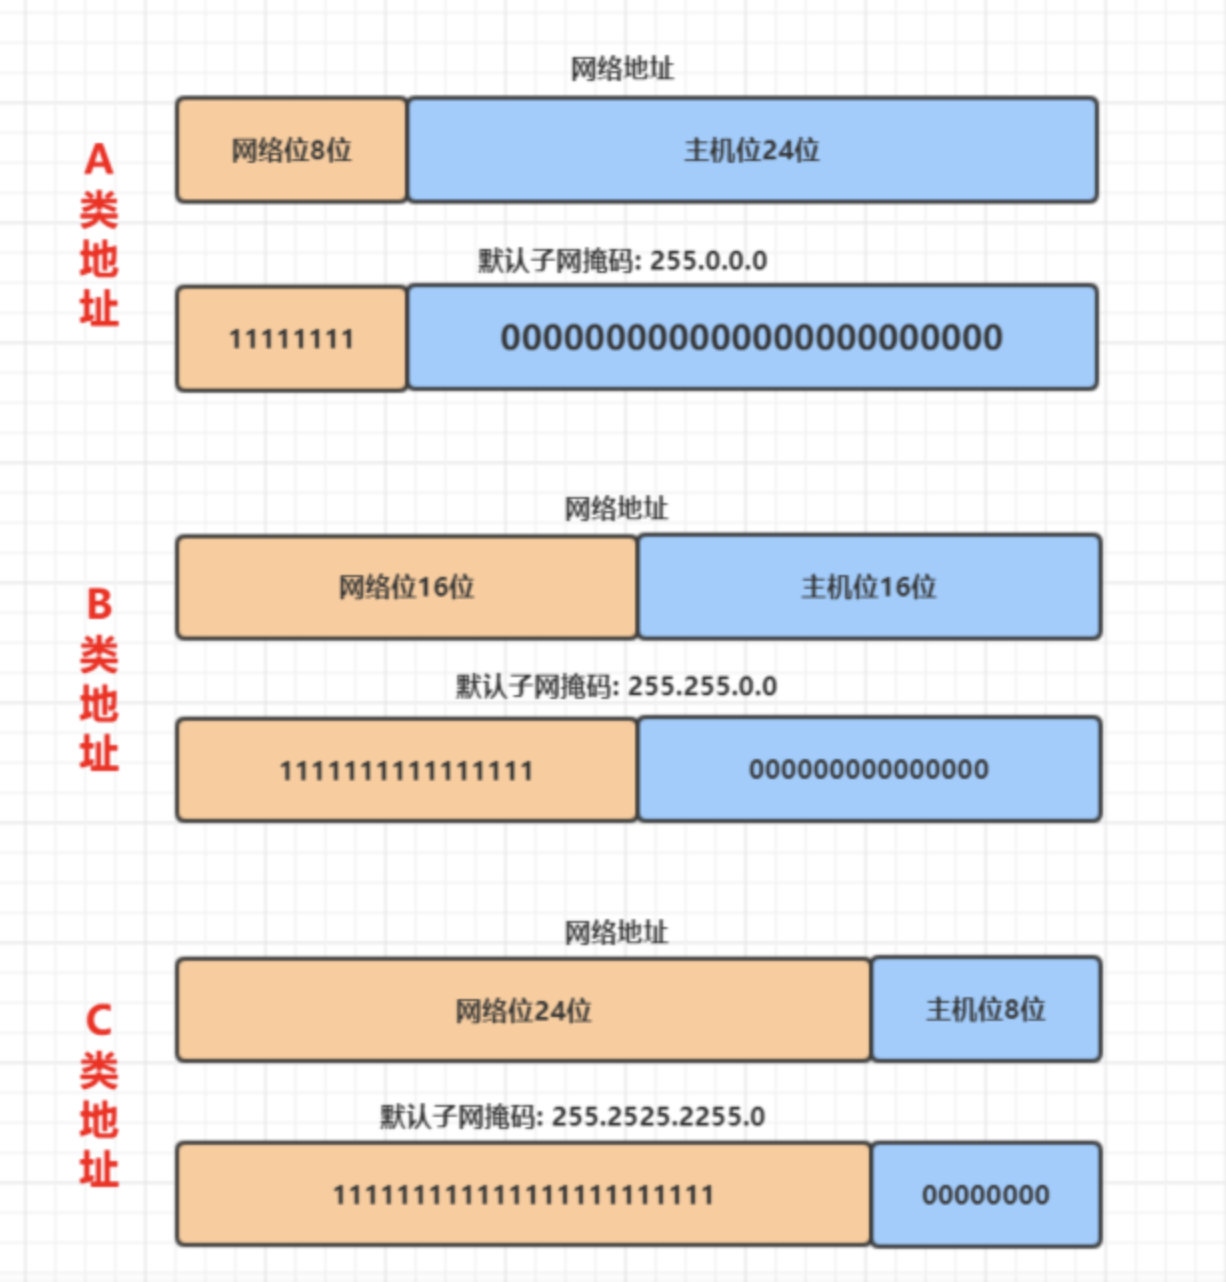 网络地址
A类地址
网络位8位
主机位24位
默认子网掩码: 255.0.0.0
11111111
000000000000000000000000
网络地址
B类地址
网络位16位
主机位16位
默认子网掩码: 255.255.0.0
1111111111111111
000000000000000
网络地址
C类地址
网络位24位
主机位8位
默认子网掩码: 255.2525.2255.0
111111111111111111111111
00000000